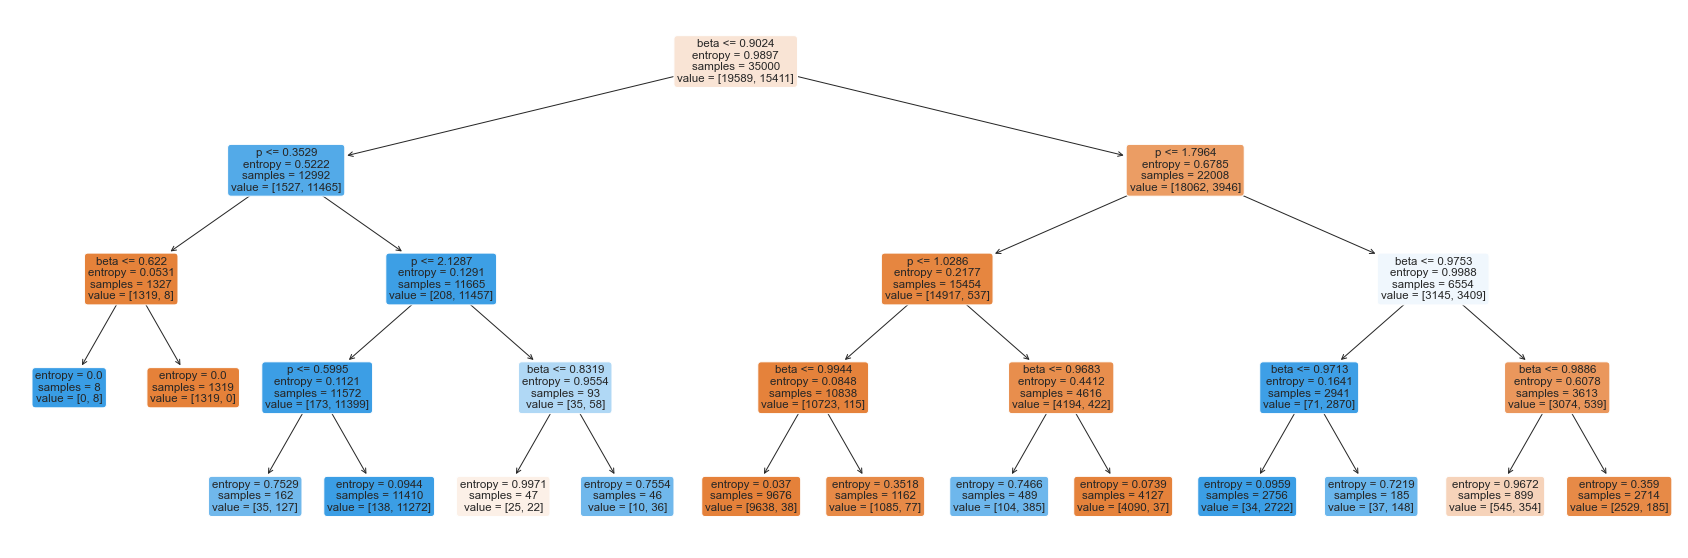 beta <= 0.9024
entropy = 0.9897
samples = 35000
value = [19589, 15411]
p <= 0.3529
entropy = 0.5222
samples = 12992
value = [1527, 11465]
p <= 1.7964
entropy = 0.6785
samples = 22008
value = [18062, 3946]
beta <= 0.622
entropy = 0.0531
samples = 1327
value = [1319, 8]
p <= 2.1287
entropy = 0.1291
samples = 11665
value = [208, 11457]
p <= 1.0286
entropy = 0.2177
samples = 15454
value = [14917, 537]
beta <= 0.9753
entropy = 0.9988
samples = 6554
value = [3145, 3409]
entropy = 0.0
samples = 8
value = [0, 8]
entropy = 0.0
samples = 1319
value = [1319, 0]
p <= 0.5995
entropy = 0.1121
samples = 11572
value = [173, 11399]
beta <= 0.8319
entropy = 0.9554
samples = 93
value = [35, 58]
beta <= 0.9944
entropy = 0.0848
samples = 10838
value = [10723, 115]
beta <= 0.9683
entropy = 0.4412
samples = 4616
value = [4194, 422]
beta <= 0.9713
entropy = 0.1641
samples = 2941
value = [71, 2870]
beta <= 0.9886
entropy = 0.6078
samples = 3613
value = [3074, 539]
entropy = 0.7529
samples = 162
value = [35, 127]
entropy = 0.0944
samples = 11410
value = [138, 11272]
entropy = 0.9971
samples = 47
value = [25, 22]
entropy = 0.7554
samples = 46
value = [10, 36]
entropy = 0.037
samples = 9676
value = [9638, 38]
entropy = 0.3518
samples = 1162
value = [1085, 77]
entropy = 0.7466
samples = 489
value = [104, 385]
entropy = 0.0739
samples = 4127
value = [4090, 37]
entropy = 0.0959
samples = 2756
value = [34, 2722]
entropy = 0.7219
samples = 185
value = [37, 148]
entropy = 0.9672
samples = 899
value = [545, 354]
entropy = 0.359
samples = 2714
value = [2529, 185]